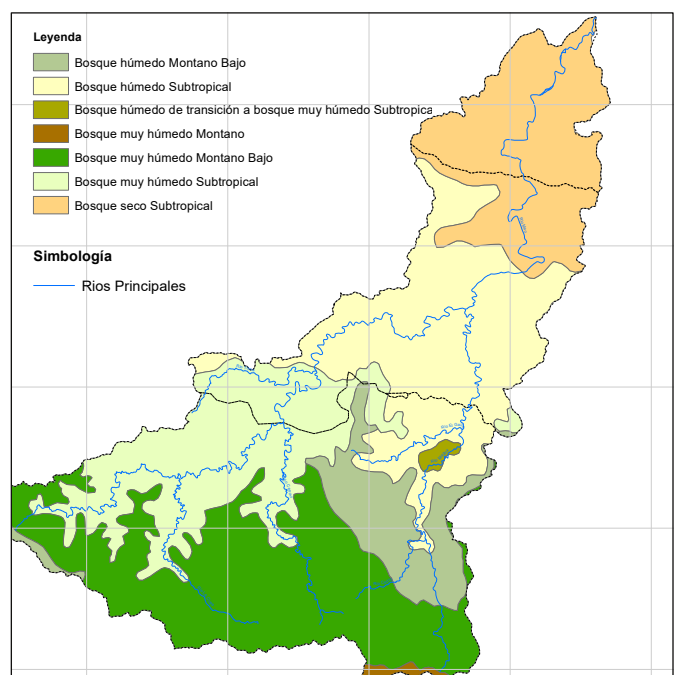 Leyenda
Bosque húmedo Montano Bajo
Bosque húmedo Subtropical
Bosque húmedo de transición a bosque muy húmedo Subtropica
Bosque muy húmedo Montano
Bosque muy húmedo Montano Bajo
Bosque muy húmedo Subtropical
Bosque seco Subtropical
Simbología
Rios Principales